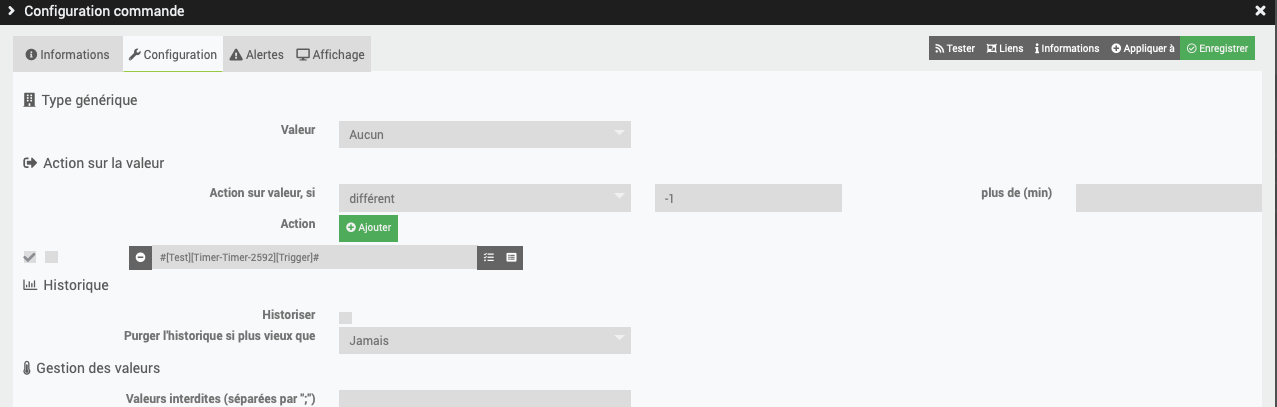 Configuration commande
Informations Configuration Alertes Affichage
Tester Liens Informations Appliquer à Enregistrer
Type générique
Valeur Aucun
Action sur la valeur
Action sur valeur, si différent -1 plus de (min)
Action Ajouter
#[Test][Timer-Timer-2592][Trigger]#
Historique
Historiser
Purger l'historique si plus vieux que Jamais
Gestion des valeurs
Valeurs interdites (séparées par ";")